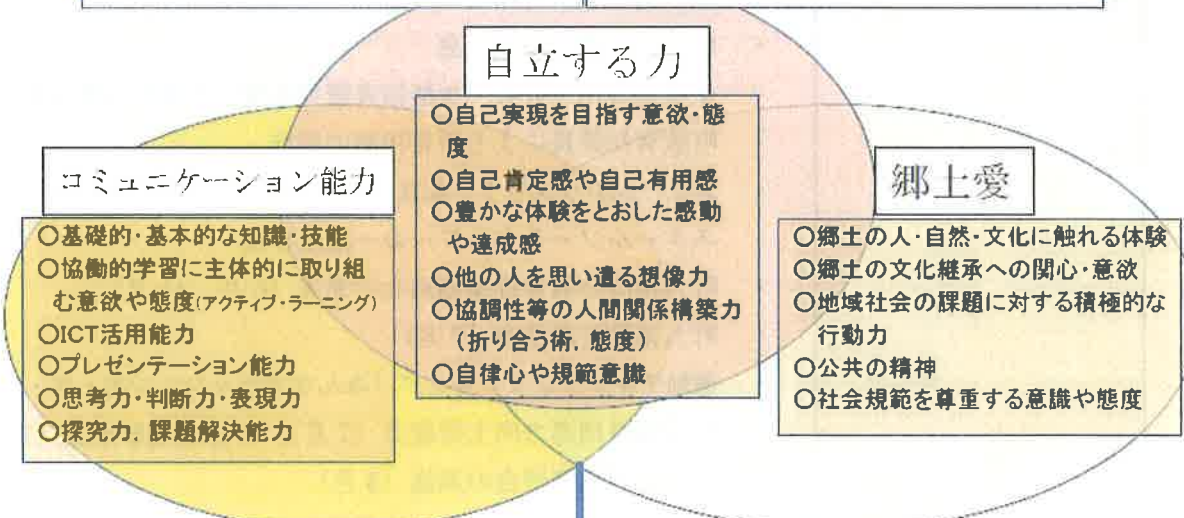 自立する力
○自己実現を目指す意欲・態
度
○自己肯定感や自己有用感
○豊かな体験をとおした感動
や達成感
○他の人を思い遣る想像力
○協調性等の人間関係構築力
(折り合う術,態度)
○自律心や規範意識
コミュニケーション能力
○基礎的・基本的な知識・技能
○協働的学習に主体的に取り組
む意欲や態度(アクティブ・ラーニング)
○ICT活用能力
○プレゼンテーション能力
○思考力・判断力・表現力
○探究力,課題解決能力
郷土愛
○郷土の人・自然・文化に触れる体験
○郷土の文化継承への関心・意欲
○地域社会の課題に対する積極的な
行動力
○公共の精神
○社会規範を尊重する意識や態度